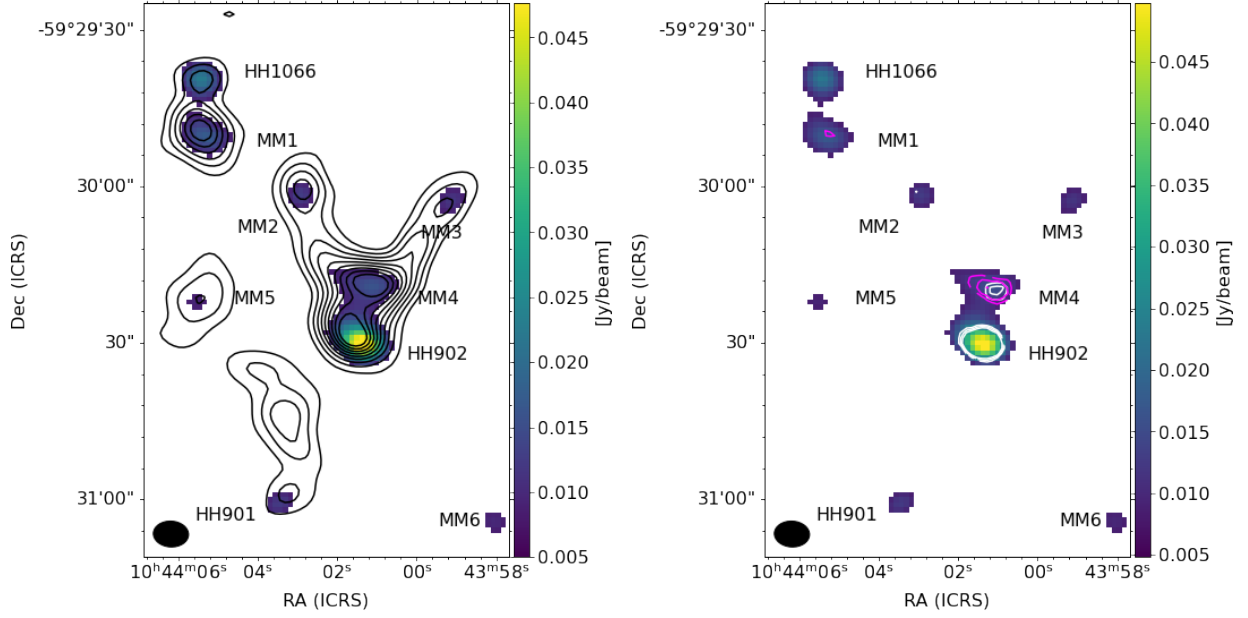 -59°29'30"
30'00"
30"
31'00"
Dec (ICRS)
HH1066
MM1
MM2
MM3
MM5
MM4
HH902
HH901
MM6
10ʰ44ᵐ06ˢ
04ˢ
02ˢ
00ˢ
43ᵐ58ˢ
RA (ICRS)
0.045
0.040
0.035
0.030
0.025
0.020
0.015
0.010
0.005
[Jy/beam]
-59°29'30"
30'00"
30"
31'00"
Dec (ICRS)
HH1066
MM1
MM2
MM3
MM5
MM4
HH902
HH901
MM6
10ʰ44ᵐ06ˢ
04ˢ
02ˢ
00ˢ
43ᵐ58ˢ
RA (ICRS)
0.045
0.040
0.035
0.030
0.025
0.020
0.015
0.010
0.005
[Jy/beam]